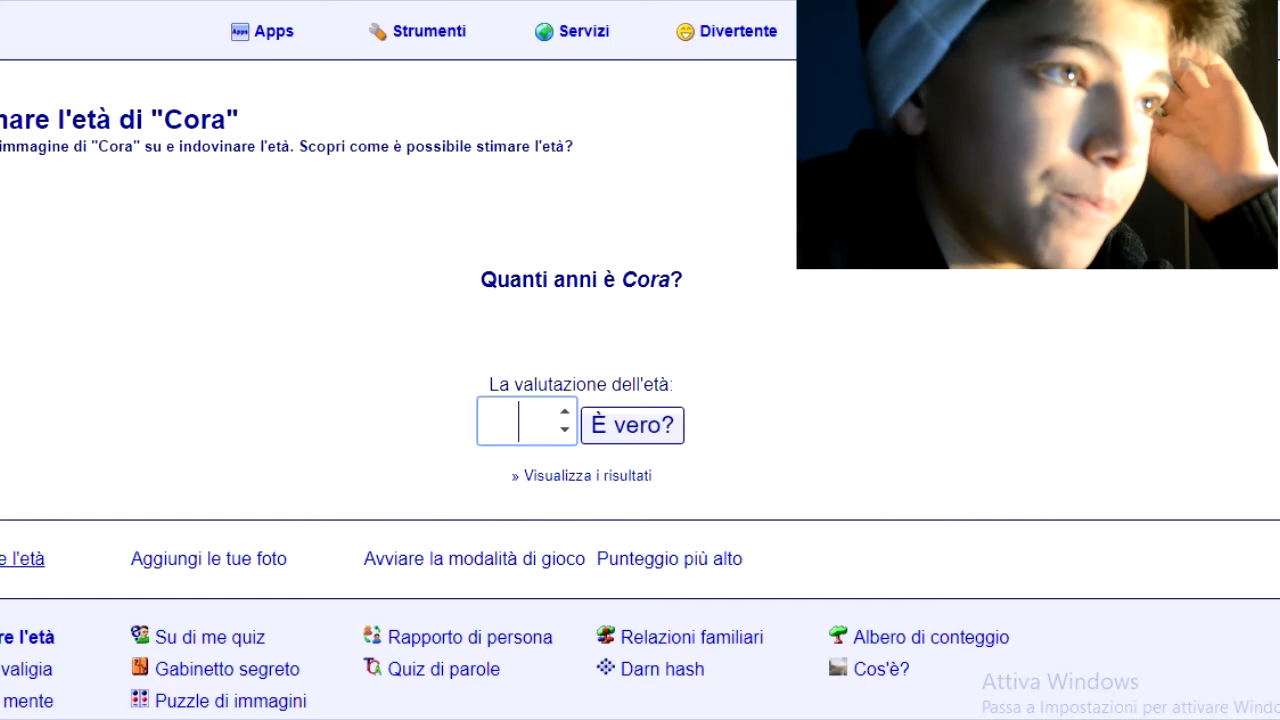 Apps Strumenti Servizi Divertente
nare l'età di "Cora"
immagine di "Cora" su e indovinare l'età. Scopri come è possibile stimare l'età?
Quanti anni è Cora?
La valutazione dell'età:
È vero?
» Visualizza i risultati
e l'età Aggiungi le tue foto Avviare la modalità di gioco Punteggio più alto
re l'età Su di me quiz Rapporto di persona Relazioni familiari Albero di conteggio
valigia Gabinetto segreto Quiz di parole Darn hash Cos'è?
mente Puzzle di immagini
Attiva Windows
Passa a Impostazioni per attivare Windo